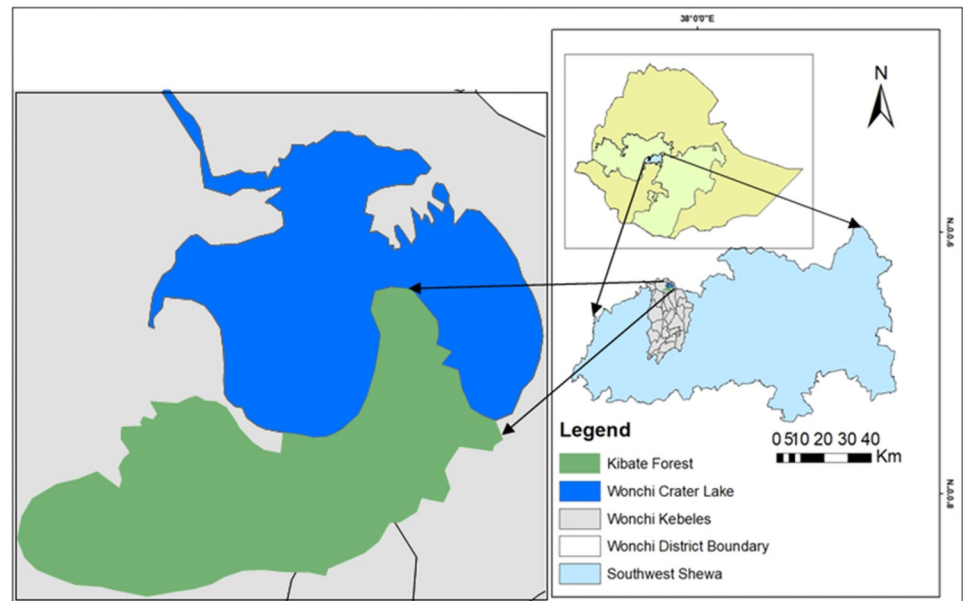 38°0'0"E
N
9°0'0"N
Legend
Kibate Forest
Wonchi Crater Lake
Wonchi Kebeles
Wonchi District Boundary
Southwest Shewa
0 5 10 20 30 40
Km
8°0'0"N